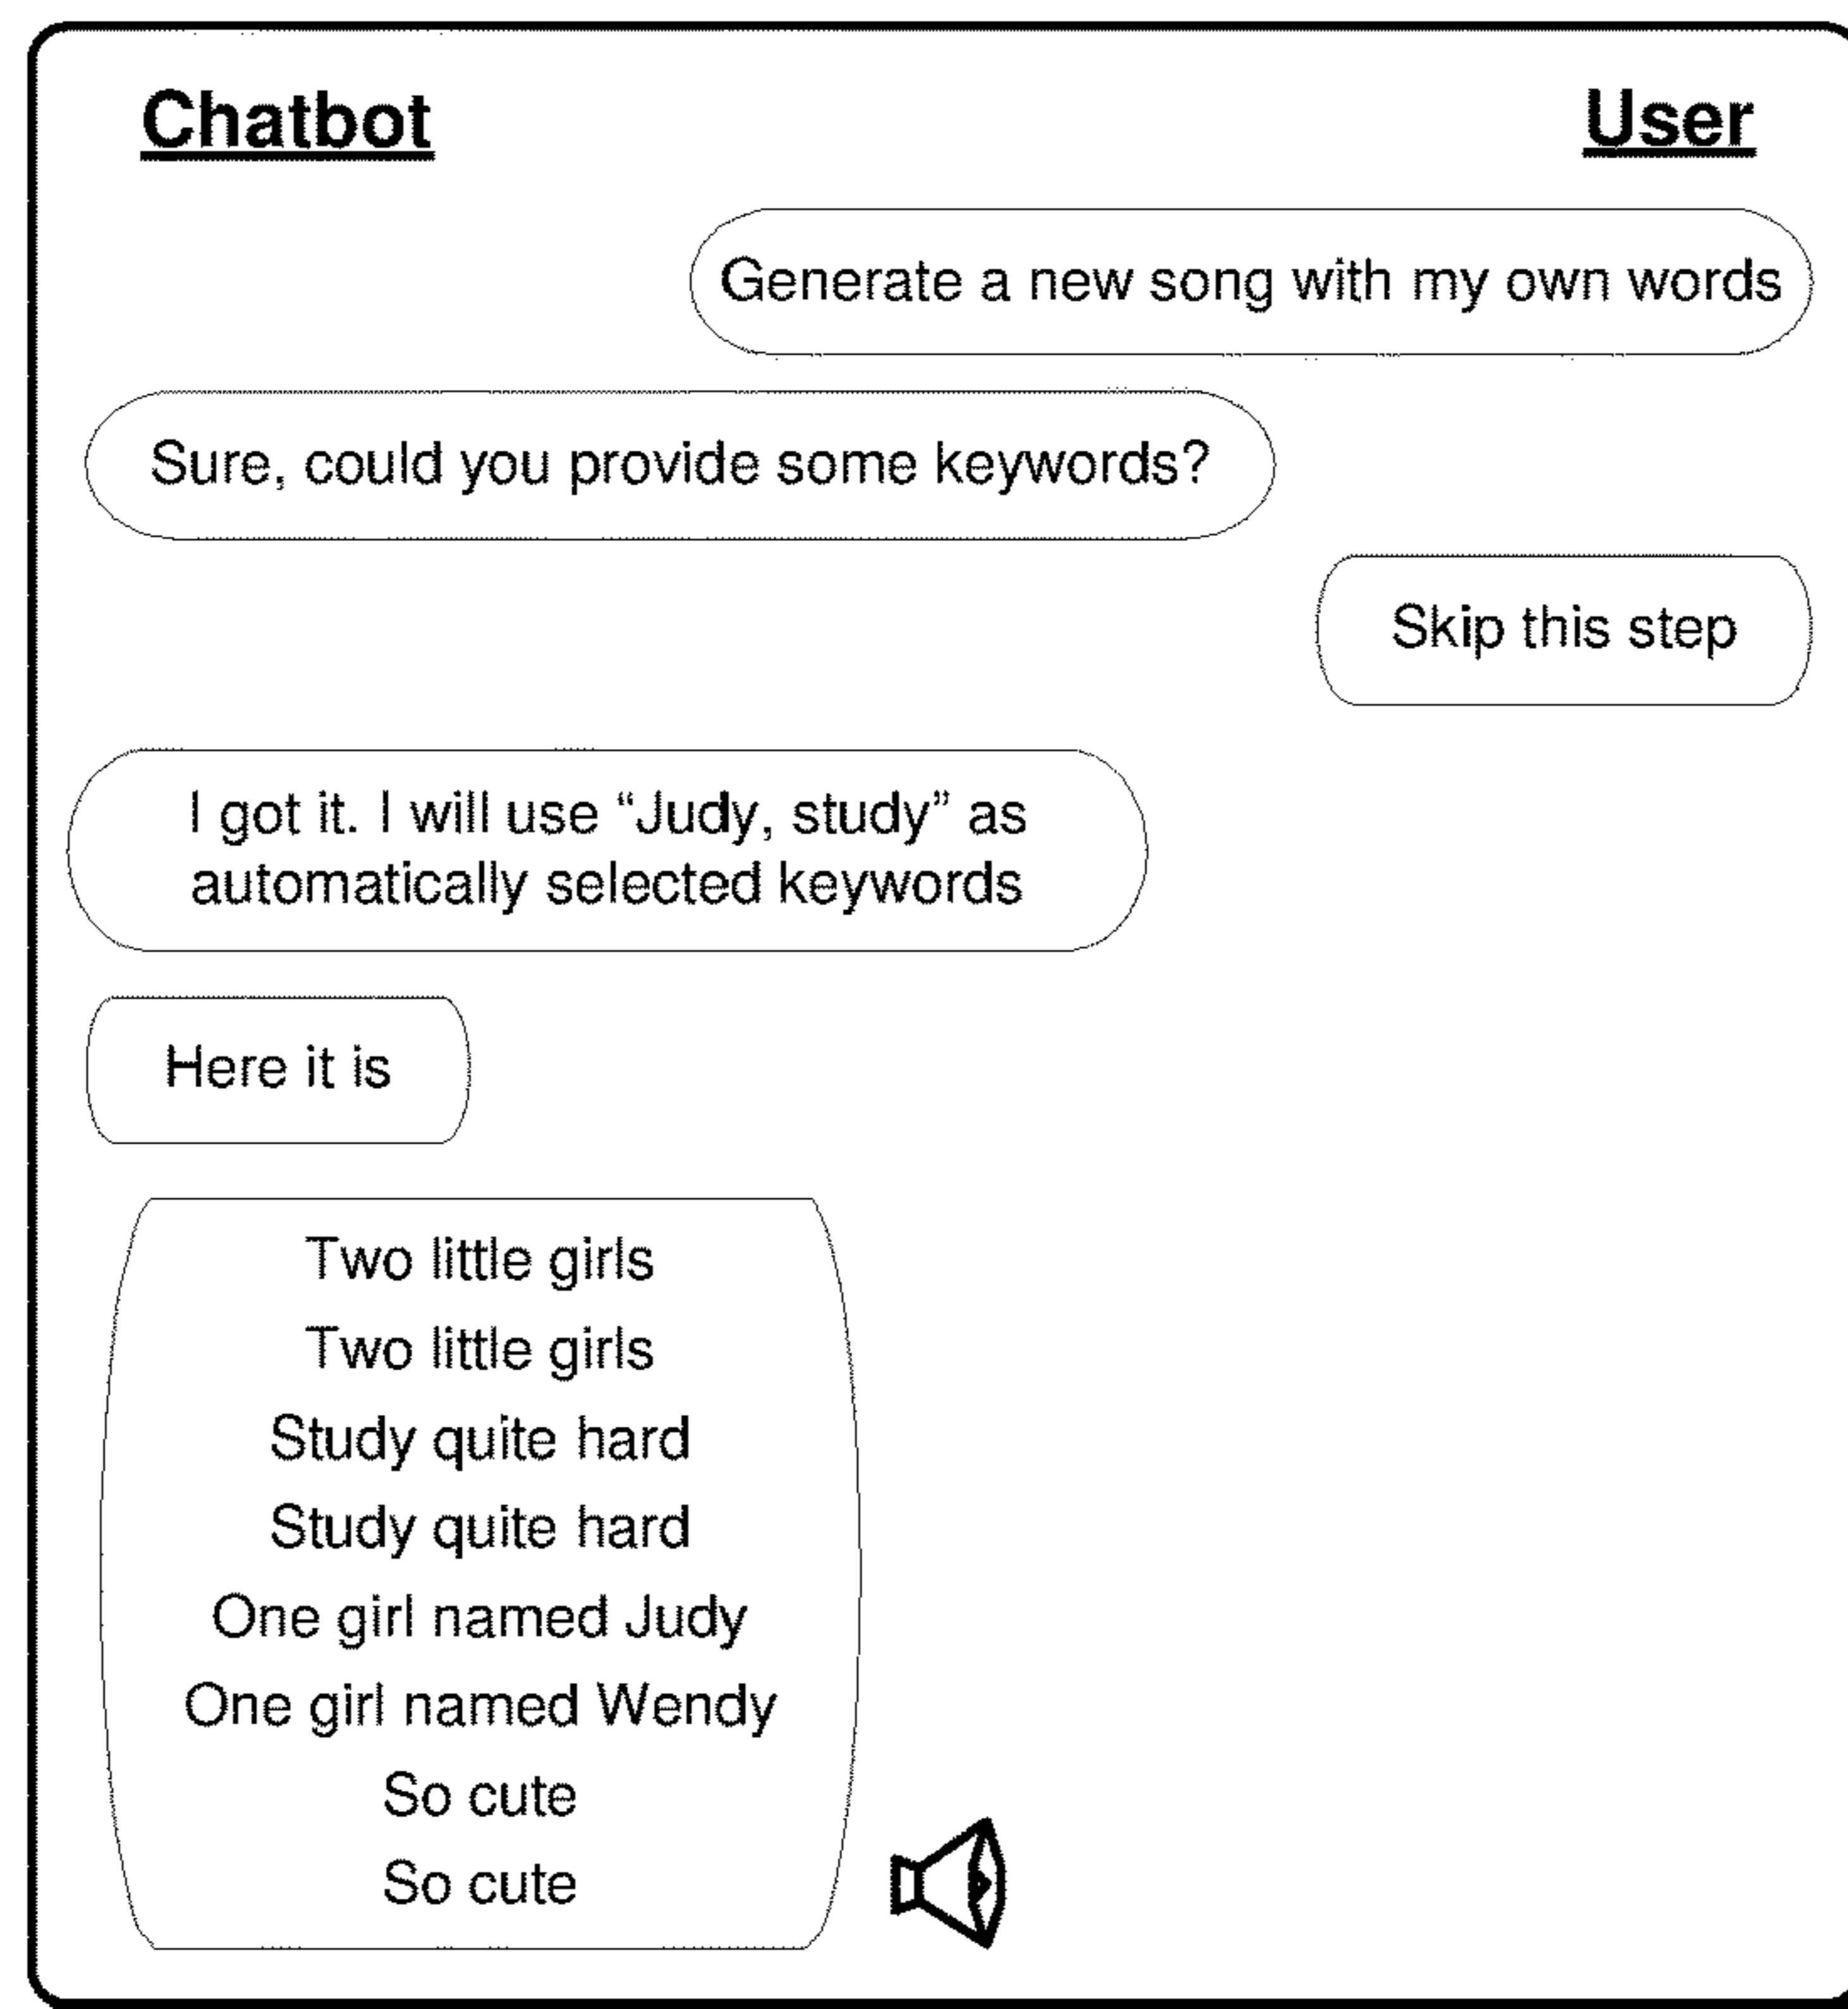 Chatbot
User
Generate a new song with my own words
Sure, could you provide some keywords?
Skip this step
I got it. I will use “Judy, study” as
automatically selected keywords
Here it is
Two little girls
Two little girls
Study quite hard
Study quite hard
One girl named Judy
One girl named Wendy
So cute
So cute